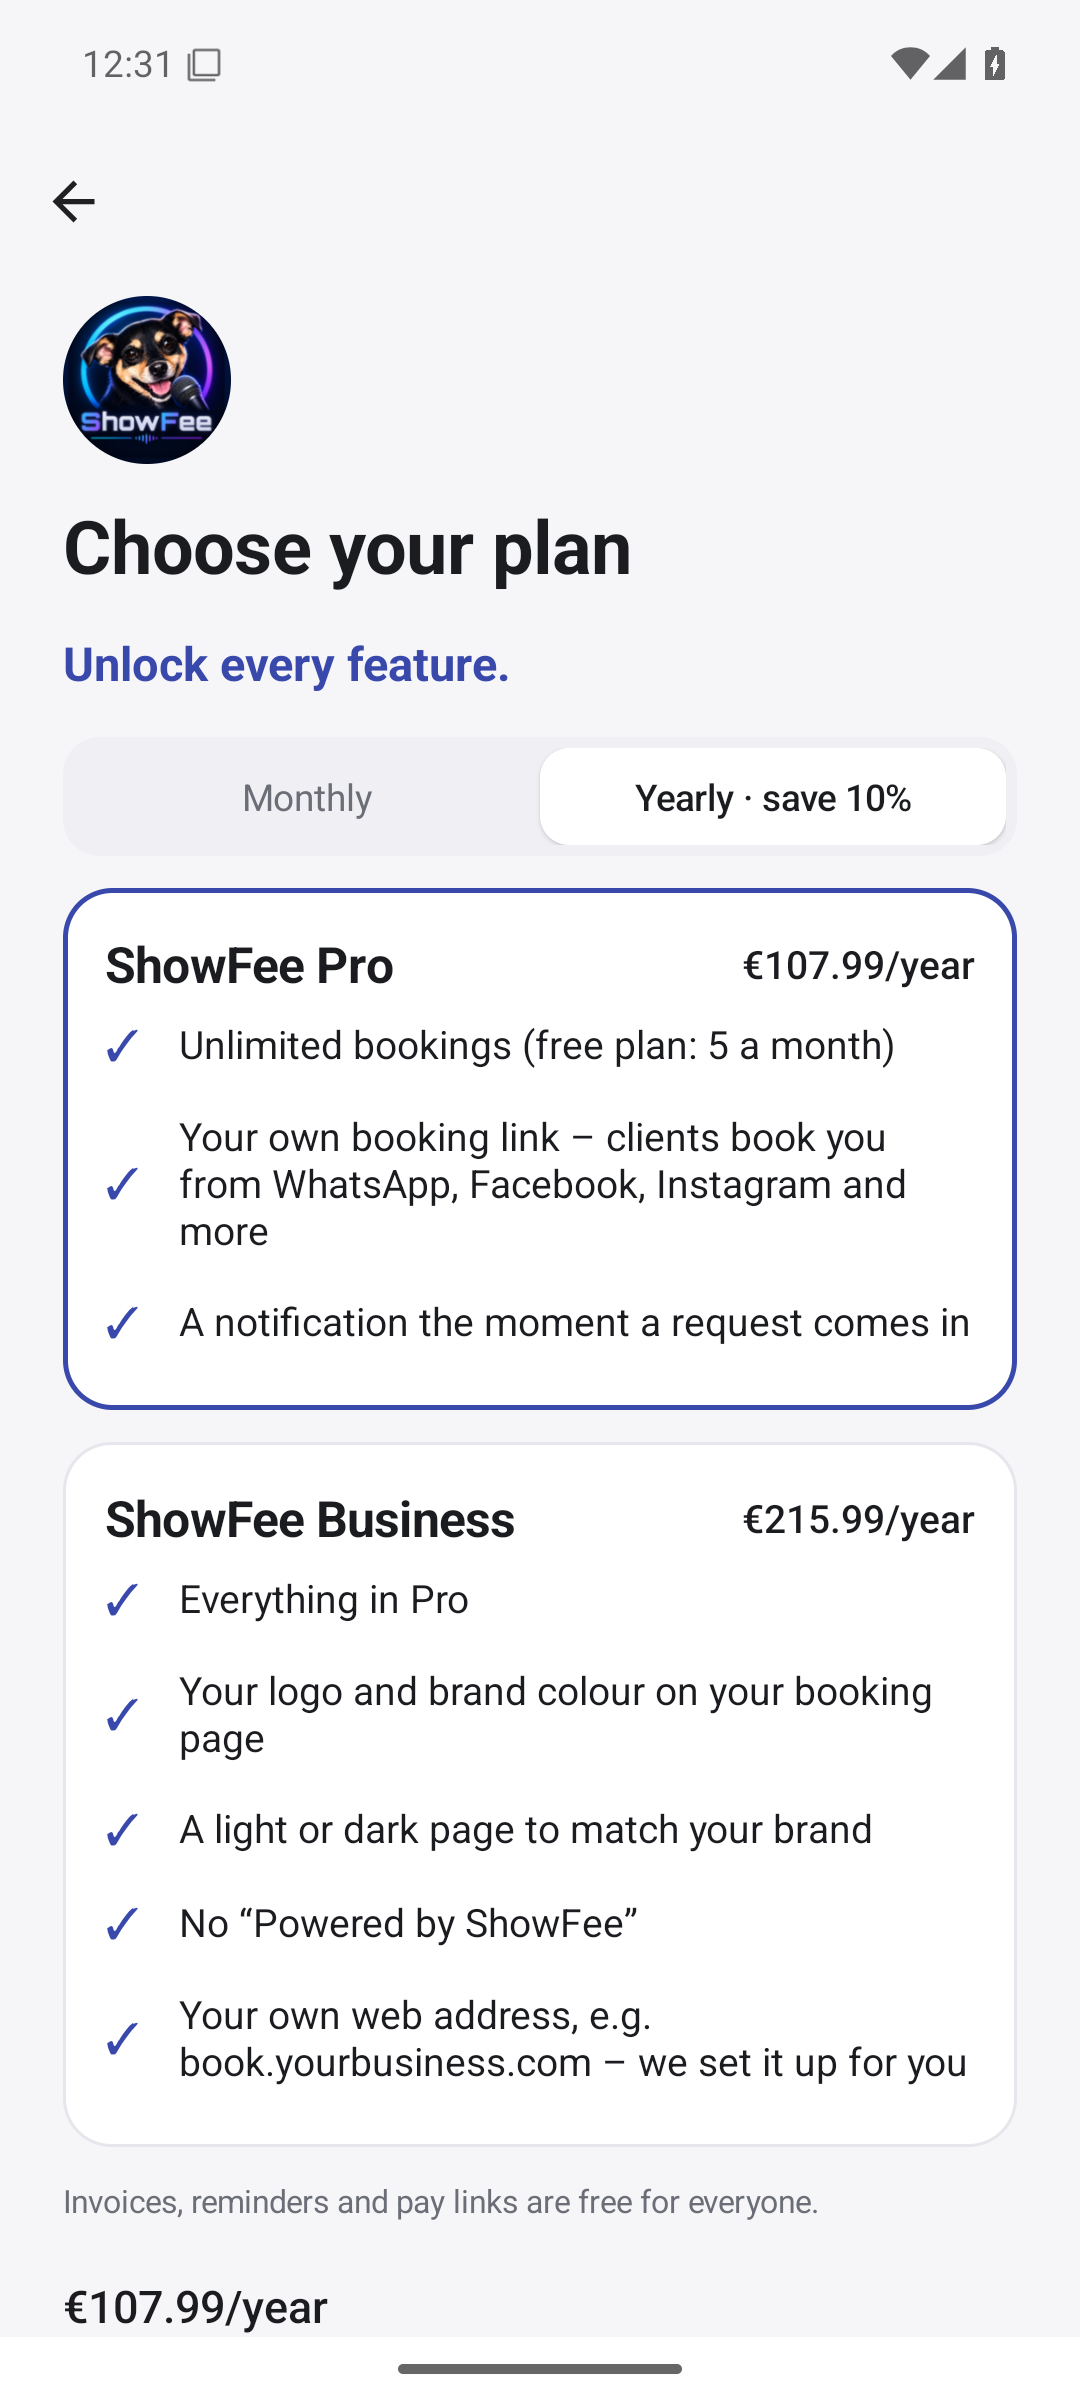 12:31
ShowFee
Choose your plan
Unlock every feature.
Monthly
Yearly · save 10%
ShowFee Pro
€107.99/year
✓ Unlimited bookings (free plan: 5 a month)
✓ Your own booking link – clients book you
from WhatsApp, Facebook, Instagram and
more
✓ A notification the moment a request comes in
ShowFee Business
€215.99/year
✓ Everything in Pro
✓ Your logo and brand colour on your booking
page
✓ A light or dark page to match your brand
✓ No “Powered by ShowFee”
✓ Your own web address, e.g.
book.yourbusiness.com – we set it up for you
Invoices, reminders and pay links are free for everyone.
€107.99/year